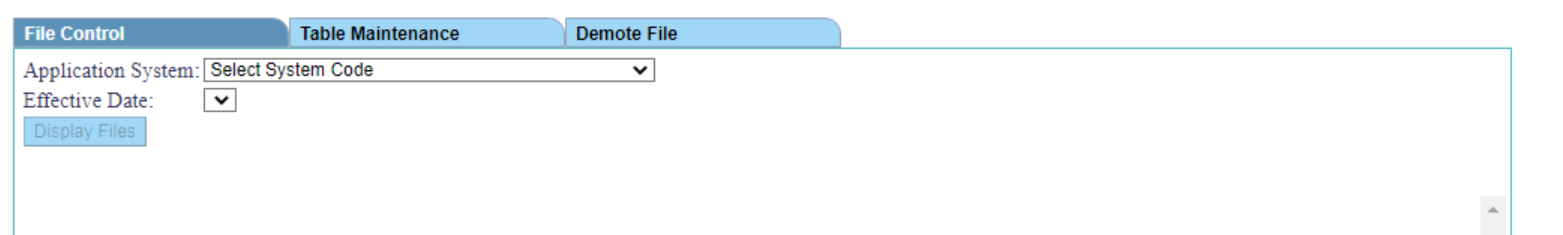 File Control Table Maintenance Demote File
Application System: Select System Code
Effective Date:
Display Files